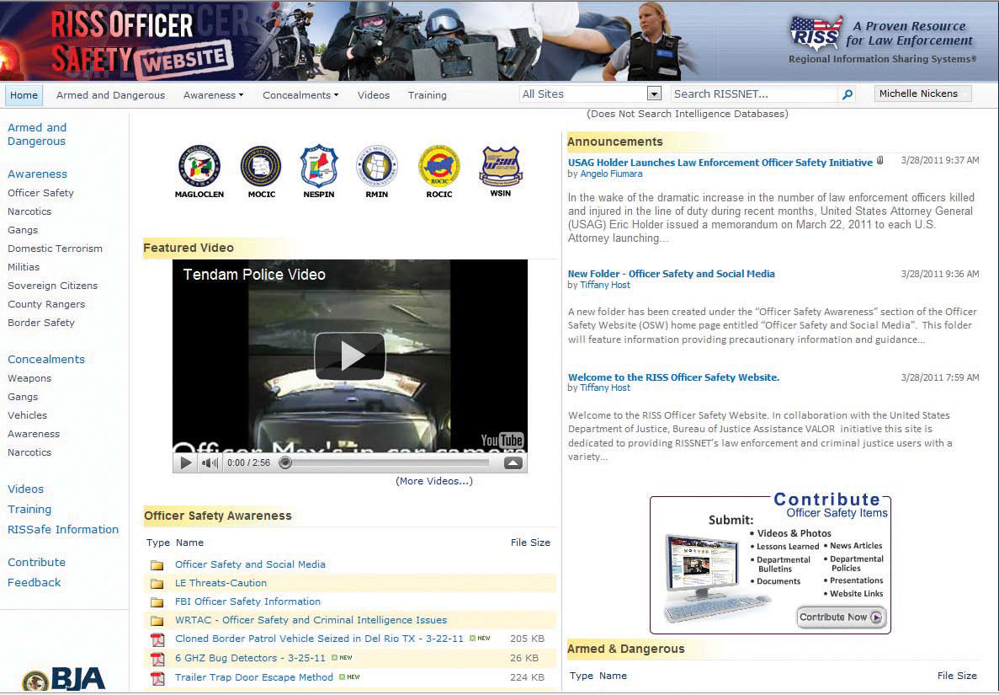 RISS OFFICER
SAFETY WEBSITE
RISS
A Proven Resource
for Law Enforcement
Regional Information Sharing Systems®
Home Armed and Dangerous Awareness Concealments Videos Training
All Sites
Search RISSNET...
Michelle Nickens
(Does Not Search Intelligence Databases)
Armed and
Dangerous
Awareness
Officer Safety
Narcotics
Gangs
Domestic Terrorism
Militias
Sovereign Citizens
County Rangers
Border Safety
Concealments
Weapons
Gangs
Vehicles
Awareness
Narcotics
Videos
Training
RISSafe Information
Contribute
Feedback
BJA
MAGLOCLEN MOCIC NESPIN RMIN ROCIC WSIN
Featured Video
Tendam Police Video
Officer Max's in-car camera
YouTube
0:00 / 2:56
(More Videos...)
Officer Safety Awareness
Type Name File Size
Officer Safety and Social Media
LE Threats-Caution
FBI Officer Safety Information
WRTAC - Officer Safety and Criminal Intelligence Issues
Cloned Border Patrol Vehicle Seized in Del Rio TX - 3-22-11 NEW 205 KB
6 GHZ Bug Detectors - 3-25-11 NEW 26 KB
Trailer Trap Door Escape Method NEW 224 KB
Announcements
USAG Holder Launches Law Enforcement Officer Safety Initiative 3/28/2011 9:37 AM
by Angelo Fiumara
In the wake of the dramatic increase in the number of law enforcement officers killed
and injured in the line of duty during recent months, United States Attorney General
(USAG) Eric Holder issued a memorandum on March 22, 2011 to each U.S.
Attorney launching...
New Folder - Officer Safety and Social Media 3/28/2011 9:36 AM
by Tiffany Host
A new folder has been created under the “Officer Safety Awareness” section of the Officer
Safety Website (OSW) home page entitled “Officer Safety and Social Media”. This folder
will feature information providing precautionary information and guidance...
Welcome to the RISS Officer Safety Website. 3/28/2011 7:59 AM
by Tiffany Host
Welcome to the RISS Officer Safety Website. In collaboration with the United States
Department of Justice, Bureau of Justice Assistance VALOR initiative this site is
dedicated to providing RISSNET's law enforcement and criminal justice users with a
variety...
Contribute
Officer Safety Items
Submit:
• Videos & Photos
• Lessons Learned
• Departmental
Bulletins
• Documents
• News Articles
• Departmental
Policies
• Presentations
• Website Links
Contribute Now
Armed & Dangerous
Type Name File Size